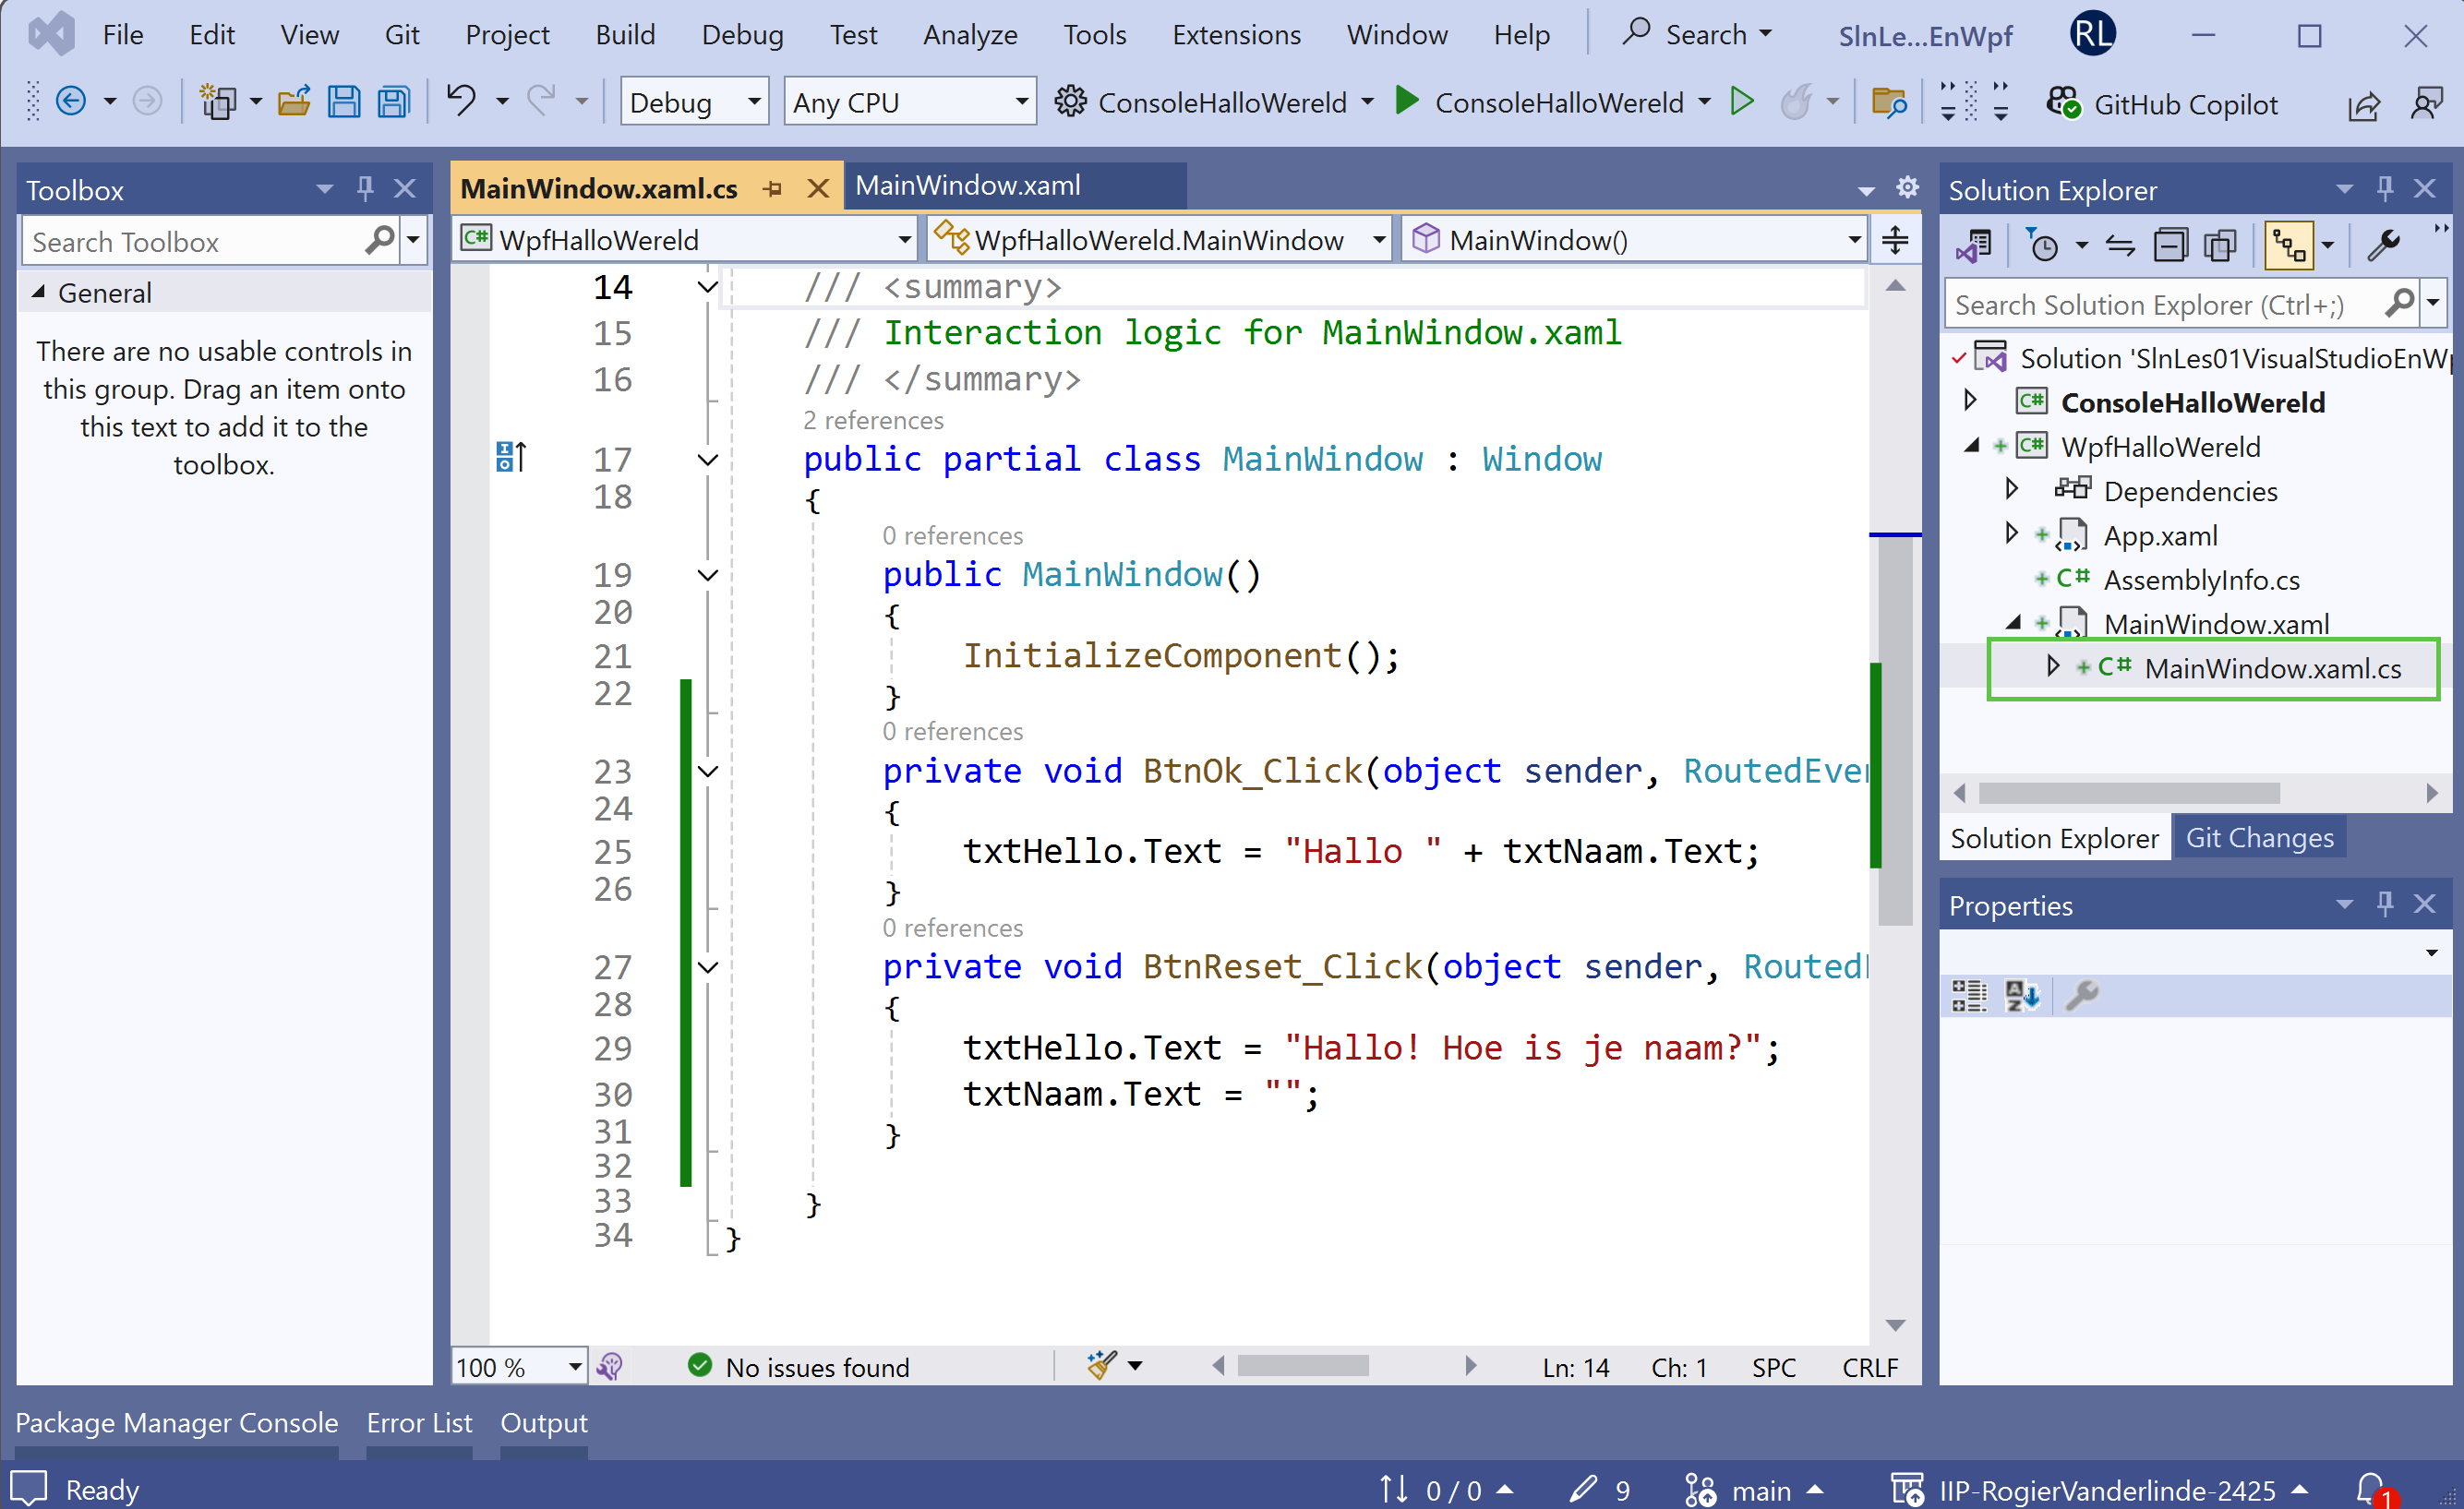 File Edit View Git Project Build Debug Test Analyze Tools Extensions Window Help Search SlnLe...EnWpf RL
Debug Any CPU ConsoleHalloWereld ConsoleHalloWereld GitHub Copilot
Toolbox
Search Toolbox
General
There are no usable controls in
this group. Drag an item onto
this text to add it to the
toolbox.
MainWindow.xaml.cs MainWindow.xaml
C# WpfHalloWereld WpfHalloWereld.MainWindow MainWindow()
14 /// <summary>
15 /// Interaction logic for MainWindow.xaml
16 /// </summary>
2 references
17 public partial class MainWindow : Window
18 {
0 references
19 public MainWindow()
20 {
21 InitializeComponent();
22 }
0 references
23 private void BtnOk_Click(object sender, RoutedEve
24 {
25 txtHello.Text = "Hallo " + txtNaam.Text;
26 }
0 references
27 private void BtnReset_Click(object sender, Routed
28 {
29 txtHello.Text = "Hallo! Hoe is je naam?";
30 txtNaam.Text = "";
31 }
32
33 }
34 }
100 % No issues found Ln: 14 Ch: 1 SPC CRLF
Solution Explorer
Search Solution Explorer (Ctrl+;)
Solution 'SlnLes01VisualStudioEnWp
C# ConsoleHalloWereld
C# WpfHalloWereld
Dependencies
App.xaml
C# AssemblyInfo.cs
MainWindow.xaml
C# MainWindow.xaml.cs
Solution Explorer Git Changes
Properties
Package Manager Console Error List Output
Ready 0 / 0 9 main IIP-RogierVanderlinde-2425 1